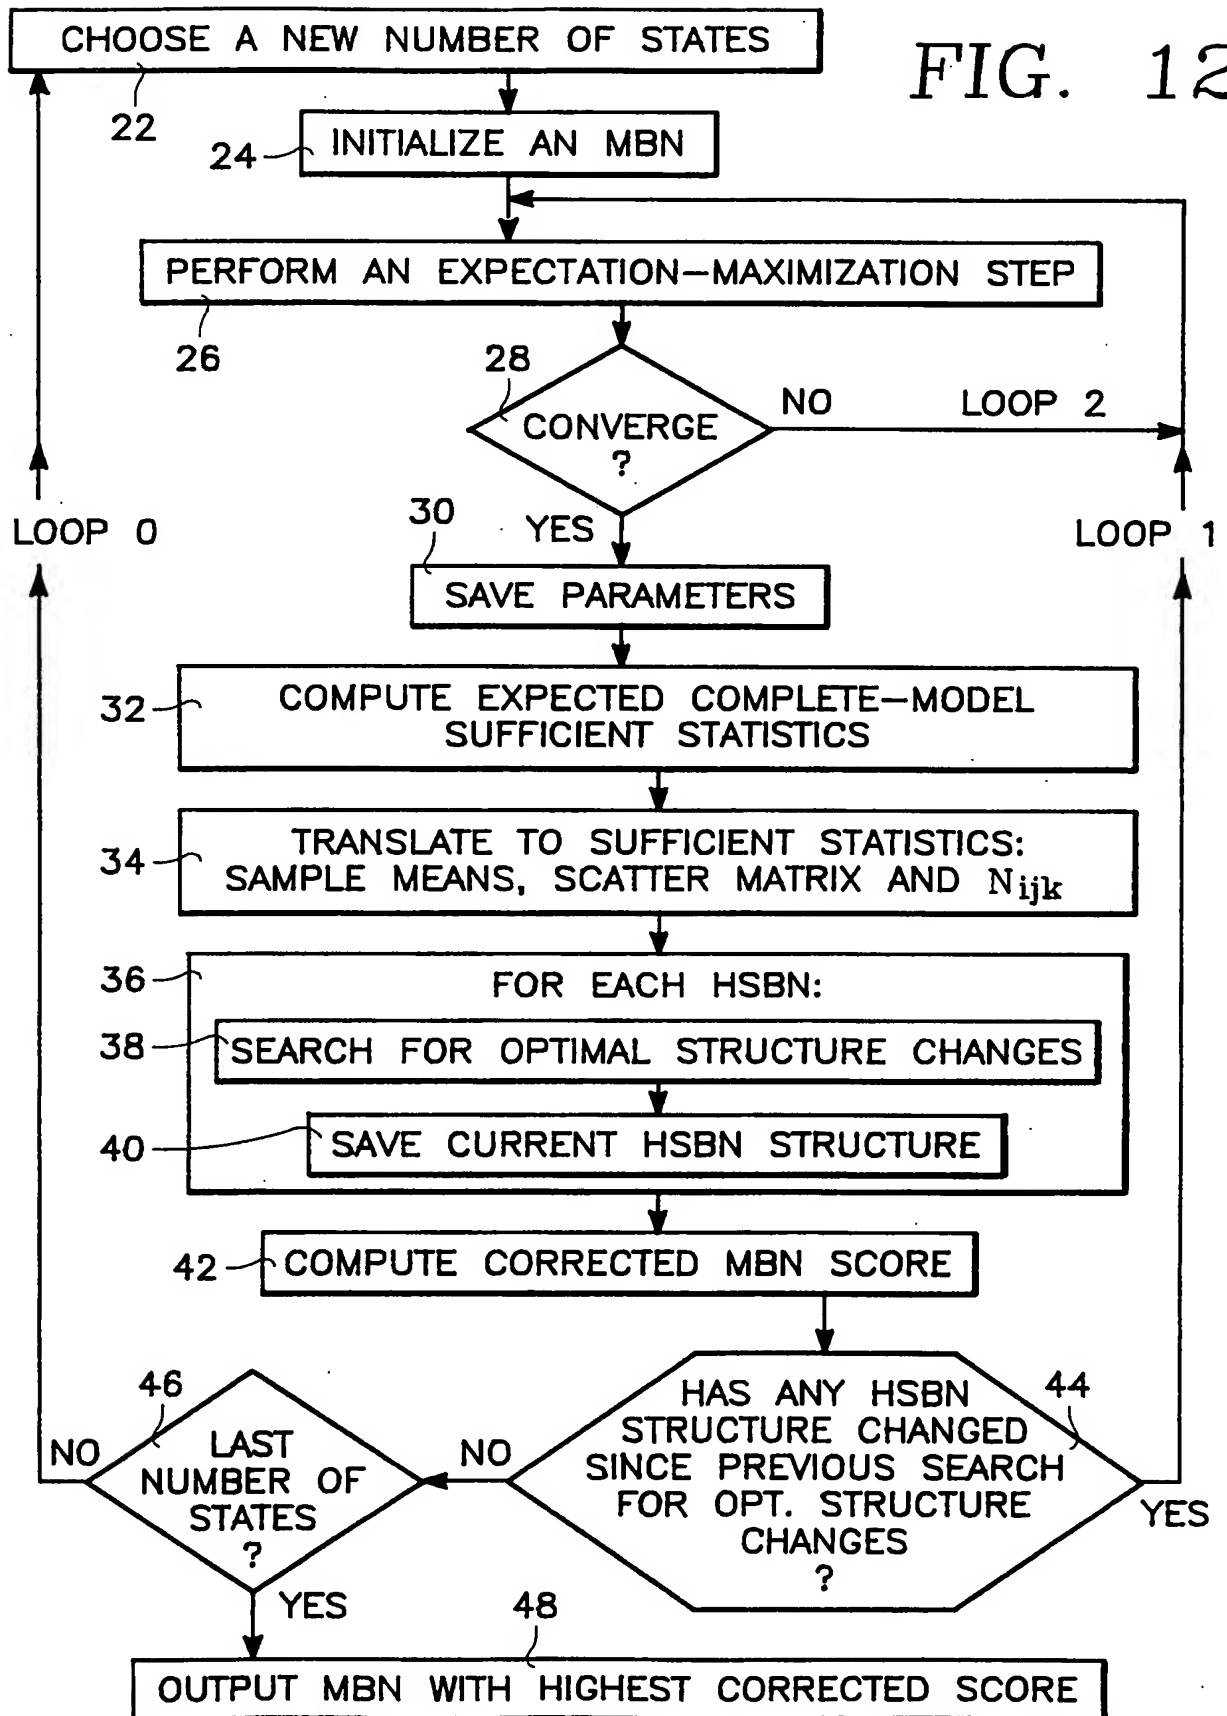 FIG. 12
CHOOSE A NEW NUMBER OF STATES
22
24
INITIALIZE AN MBN
PERFORM AN EXPECTATION-MAXIMIZATION STEP
26
28
CONVERGE
?
NO
LOOP 2
YES
LOOP 0
LOOP 1
30
SAVE PARAMETERS
32
COMPUTE EXPECTED COMPLETE-MODEL
SUFFICIENT STATISTICS
34
TRANSLATE TO SUFFICIENT STATISTICS:
SAMPLE MEANS, SCATTER MATRIX AND Nijk
36
FOR EACH HSBN:
38
SEARCH FOR OPTIMAL STRUCTURE CHANGES
40
SAVE CURRENT HSBN STRUCTURE
42
COMPUTE CORRECTED MBN SCORE
44
HAS ANY HSBN
STRUCTURE CHANGED
SINCE PREVIOUS SEARCH
FOR OPT. STRUCTURE
CHANGES
?
YES
NO
46
LAST
NUMBER OF
STATES
?
NO
YES
48
OUTPUT MBN WITH HIGHEST CORRECTED SCORE